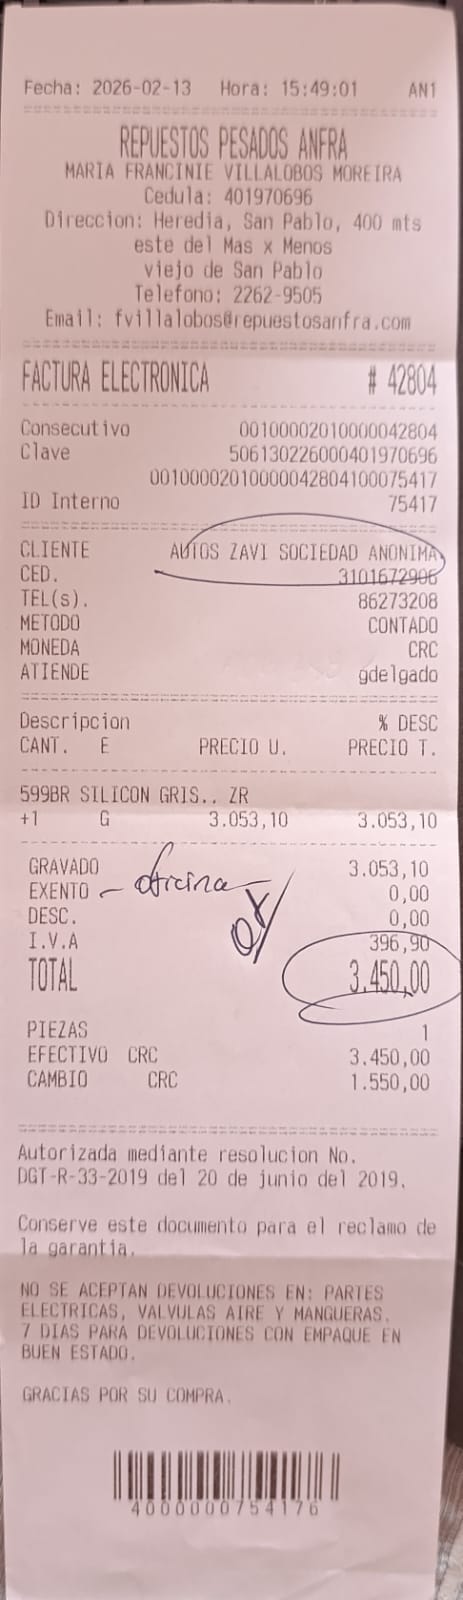 Fecha: 2026-02-13 Hora: 15:49:01 AN1
REPUESTOS PESADOS ANFRA
MARIA FRANCINIE VILLALOBOS MOREIRA
Cedula: 401970696
Direccion: Heredia, San Pablo, 400 mts
este del Mas x Menos
viejo de San Pablo
Telefono: 2262-9505
Email: fvillalobos@repuestosanfra.com
FACTURA ELECTRONICA # 42804
Consecutivo 00100002010000042804
Clave 506130226000401970696
00100002010000042804100075417
ID Interno 75417
CLIENTE AUTOS ZAVI SOCIEDAD ANONIMA
CED. 3101672906
TEL(s). 86273208
METODO CONTADO
MONEDA CRC
ATIENDE gdelgado
Descripcion % DESC
CANT. E PRECIO U. PRECIO T.
599BR SILICON GRIS.. ZR
+1 G 3.053,10 3.053,10
GRAVADO 3.053,10
EXENTO - oficina 0,00
DESC. 0,00
I.V.A 396,90
TOTAL 3.450,00
PIEZAS 1
EFECTIVO CRC 3.450,00
CAMBIO CRC 1.550,00
Autorizada mediante resolucion No.
DGT-R-33-2019 del 20 de junio del 2019.
Conserve este documento para el reclamo de
la garantia.
NO SE ACEPTAN DEVOLUCIONES EN: PARTES
ELECTRICAS, VALVULAS AIRE Y MANGUERAS.
7 DIAS PARA DEVOLUCIONES CON EMPAQUE EN
BUEN ESTADO.
GRACIAS POR SU COMPRA.
4000000754176